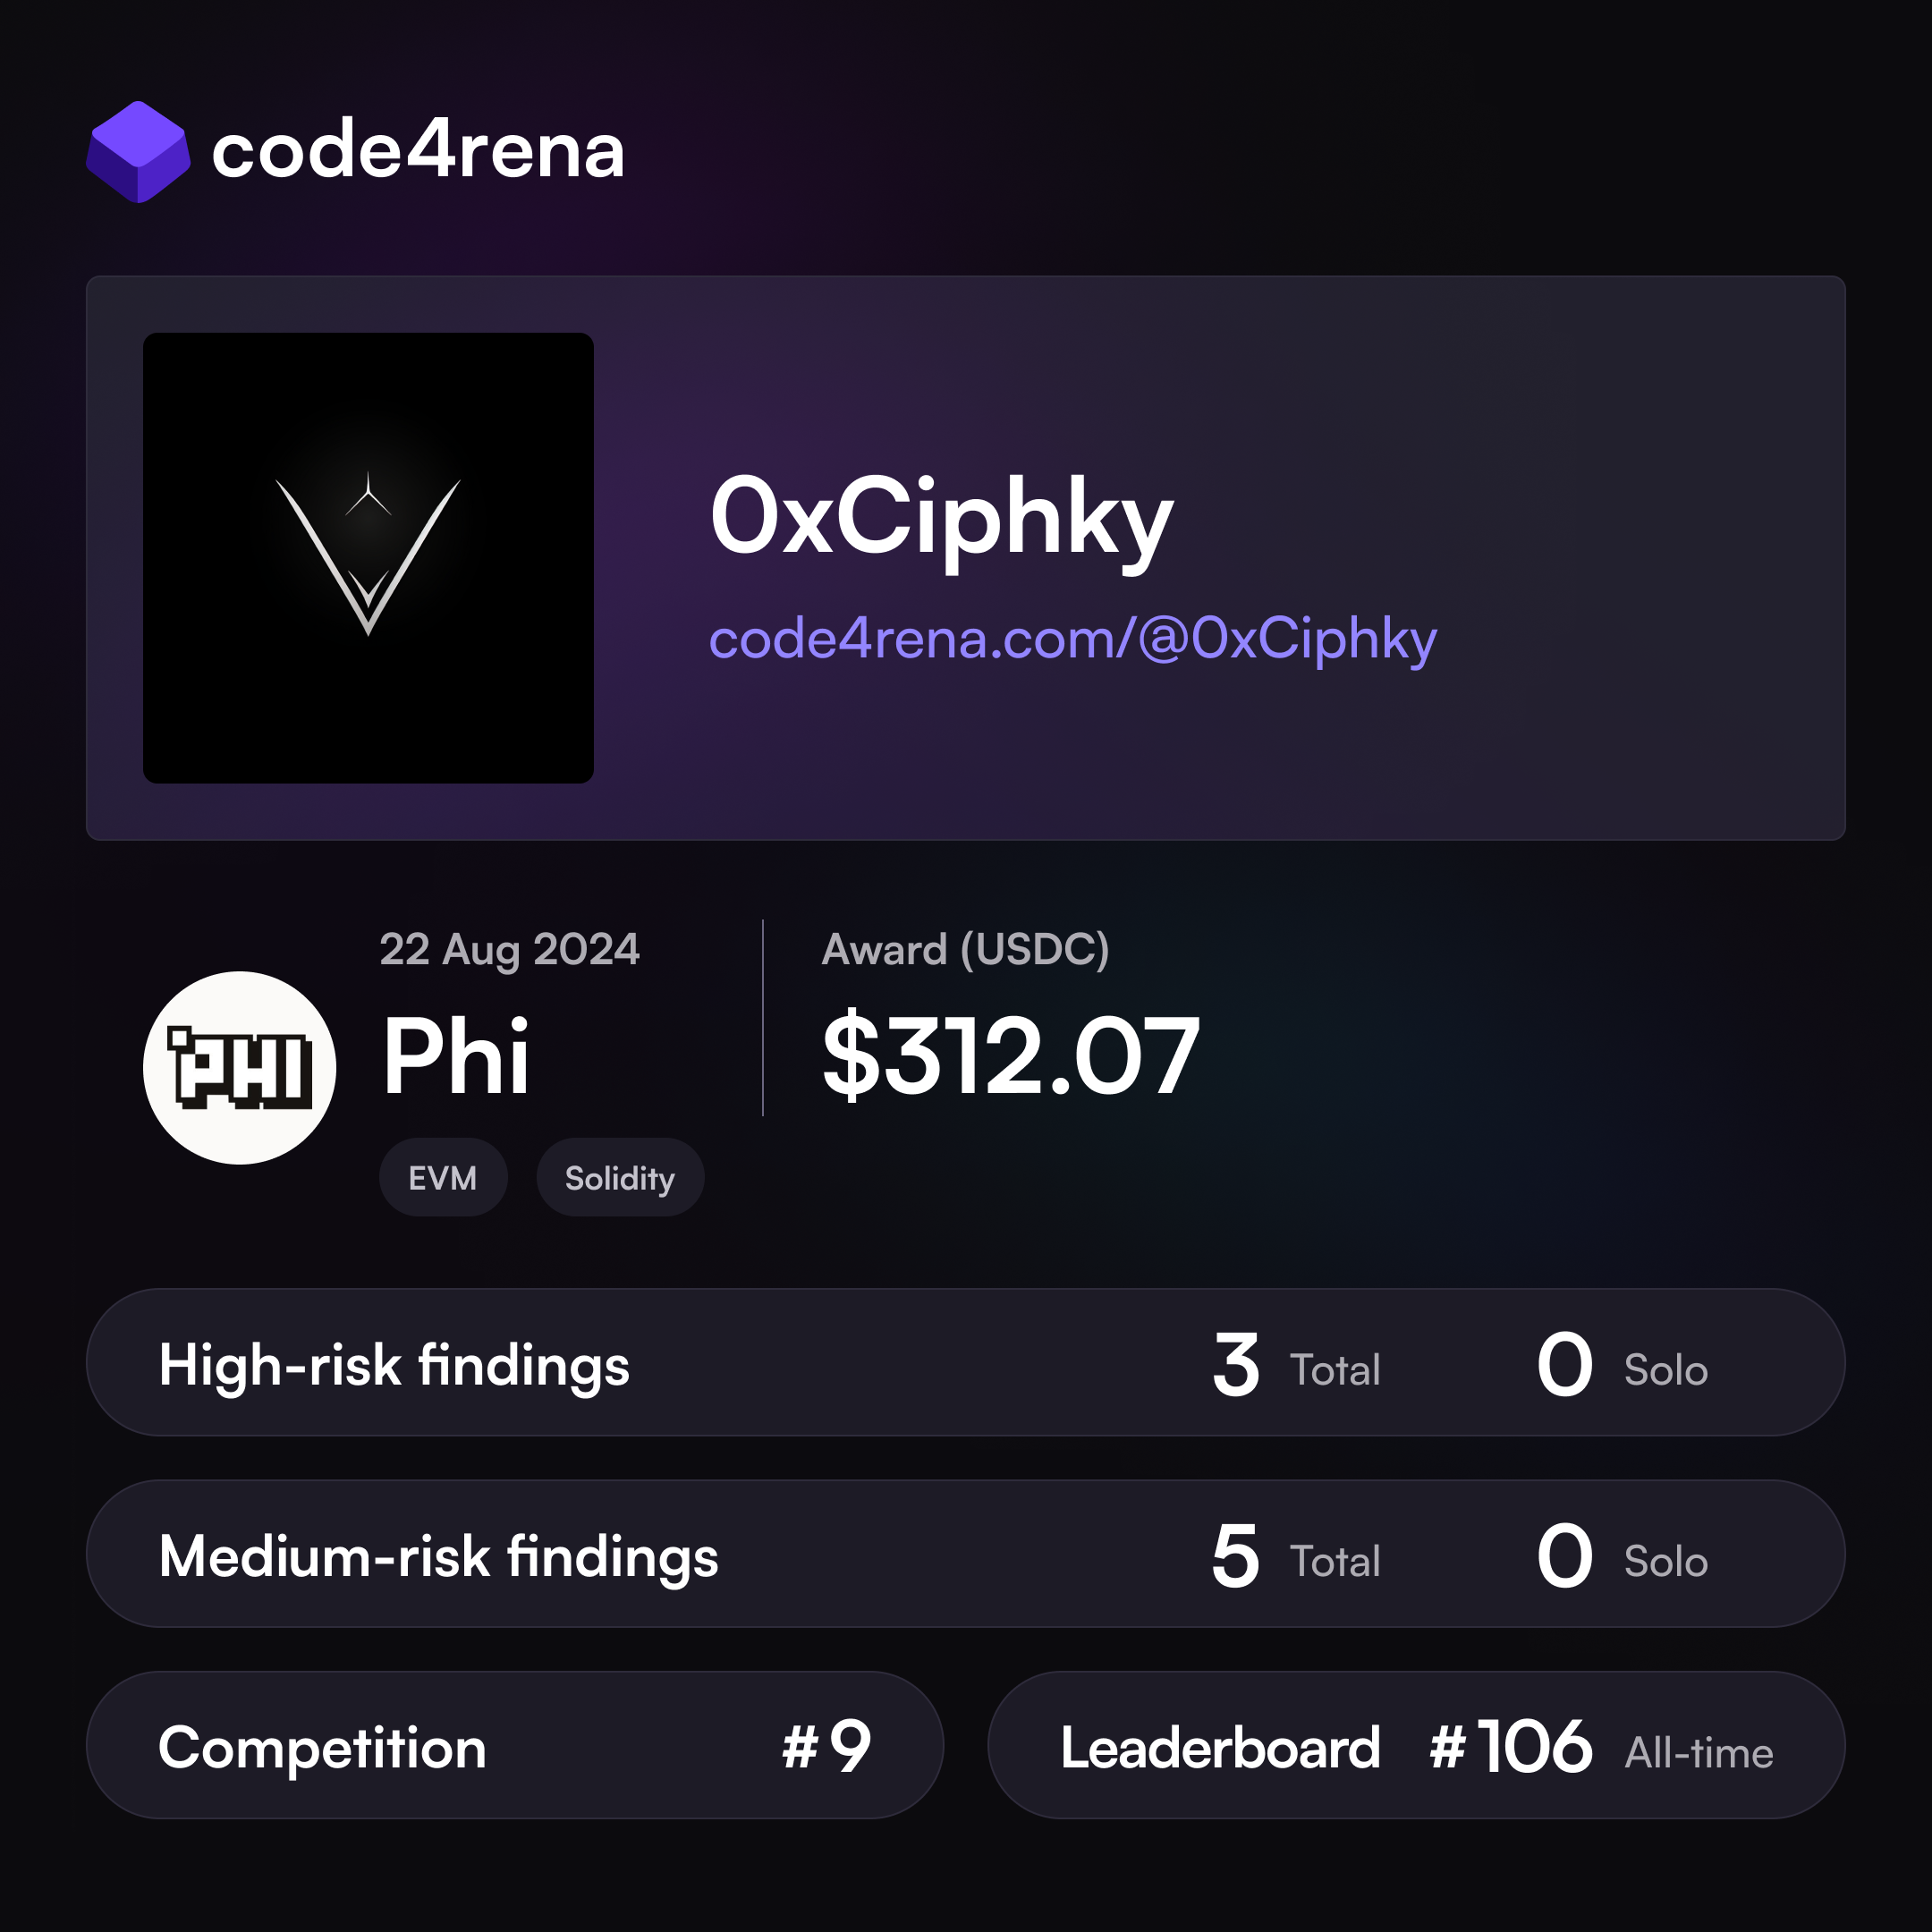 code4rena
0xCiphky
code4rena.com/@0xCiphky
22 Aug 2024
Award (USDC)
PHI
Phi
$312.07
EVM
Solidity
High-risk findings 3 Total 0 Solo
Medium-risk findings 5 Total 0 Solo
Competition #9
Leaderboard #106 All-time